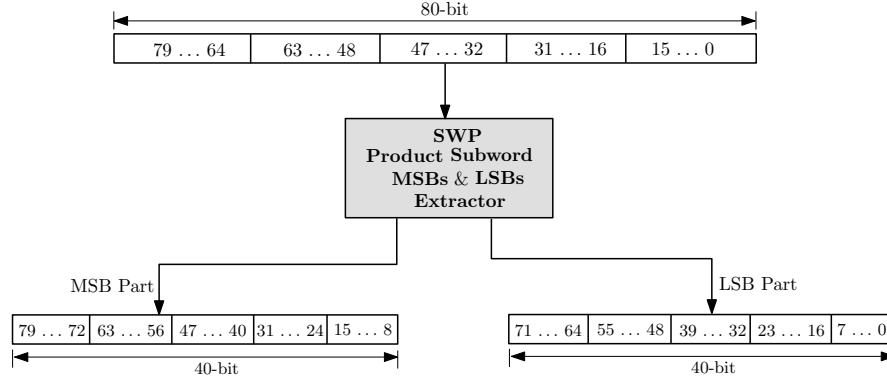 80-bit
79 ... 64 63 ... 48 47 ... 32 31 ... 16 15 ... 0
SWP
Product Subword
MSBs & LSBs
Extractor
MSB Part
LSB Part
79 ... 72 63 ... 56 47 ... 40 31 ... 24 15 ... 8
71 ... 64 55 ... 48 39 ... 32 23 ... 16 7 ... 0
40-bit
40-bit